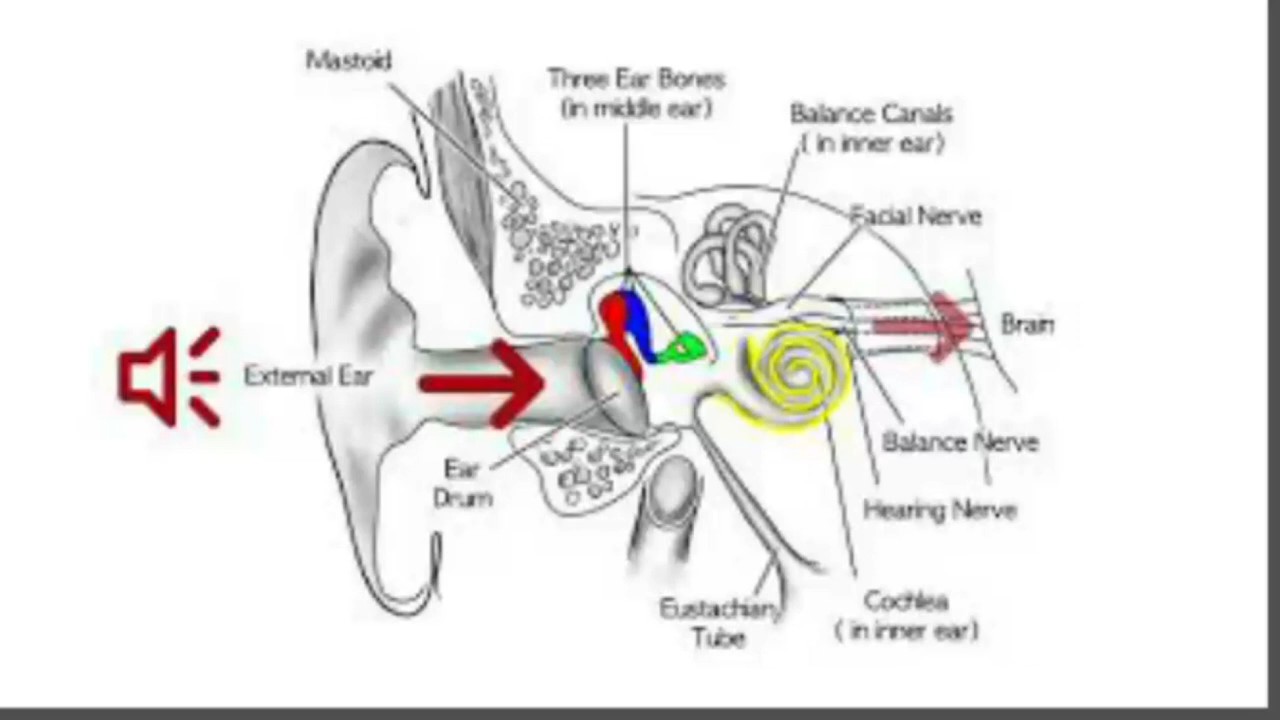 Mastoid
Three Ear Bones
(in middle ear)
Balance Canals
( in inner ear)
Facial Nerve
Brain
External Ear
Balance Nerve
Ear
Drum
Hearing Nerve
Eustachian
Tube
Cochlea
( in inner ear)